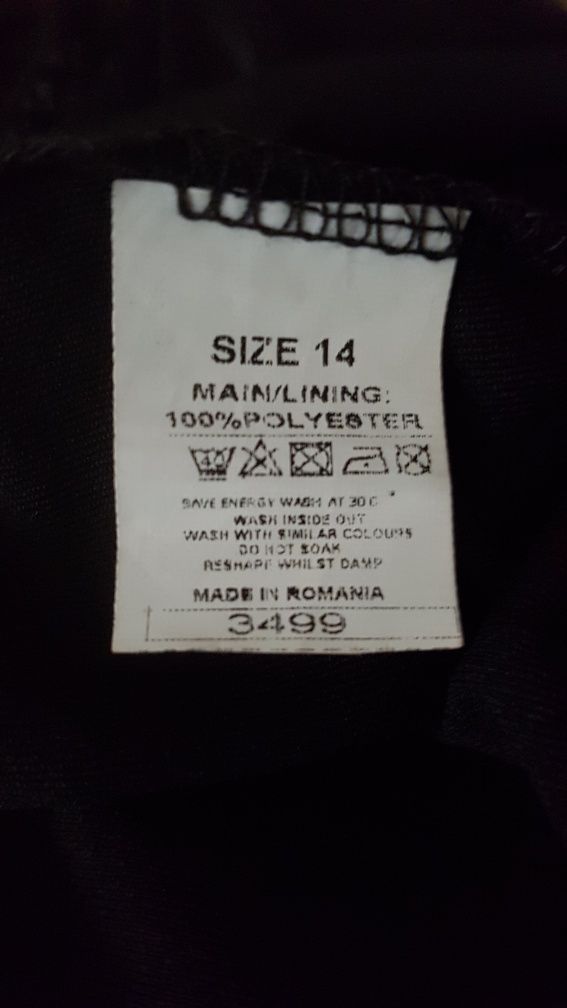 SIZE 14
MAIN/LINING:
100%POLYESTER
40
SAVE ENERGY WASH AT 30 C °
WASH INSIDE OUT
WASH WITH SIMILAR COLOURS
DO NOT SOAK
RESHAPE WHILST DAMP
MADE IN ROMANIA
3499